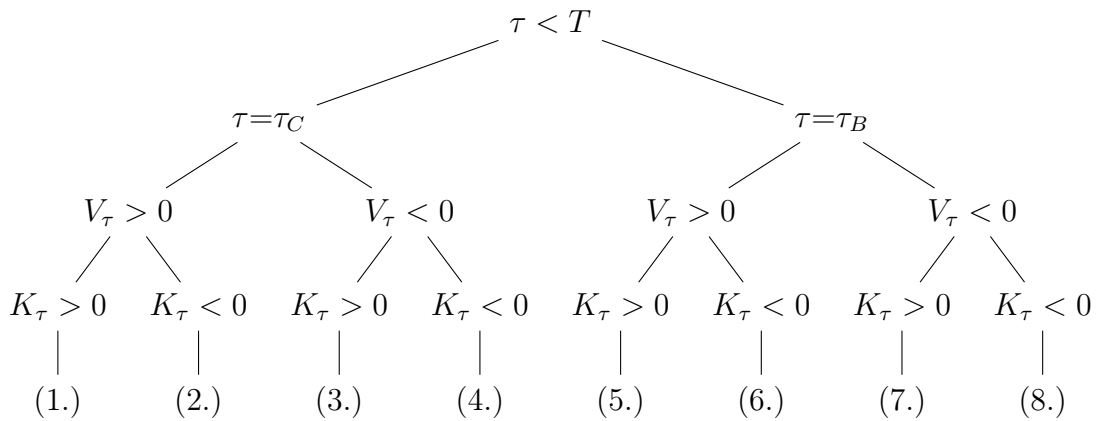 τ < T
τ=τ_C τ=τ_B
V_τ > 0 V_τ < 0 V_τ > 0 V_τ < 0
K_τ > 0 K_τ < 0 K_τ > 0 K_τ < 0 K_τ > 0 K_τ < 0 K_τ > 0 K_τ < 0
(1.) (2.) (3.) (4.) (5.) (6.) (7.) (8.)